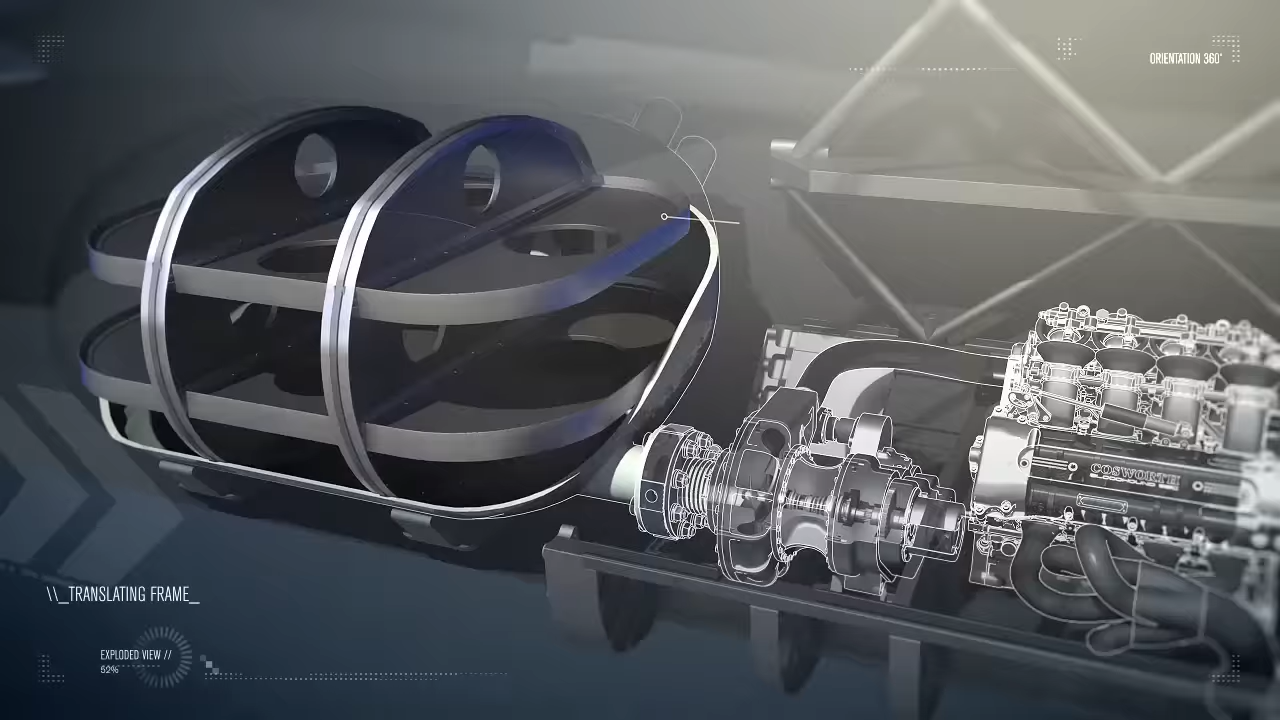 ORIENTATION 360°
COSWORTH
\\_TRANSLATING FRAME_
EXPLODED VIEW //
52%